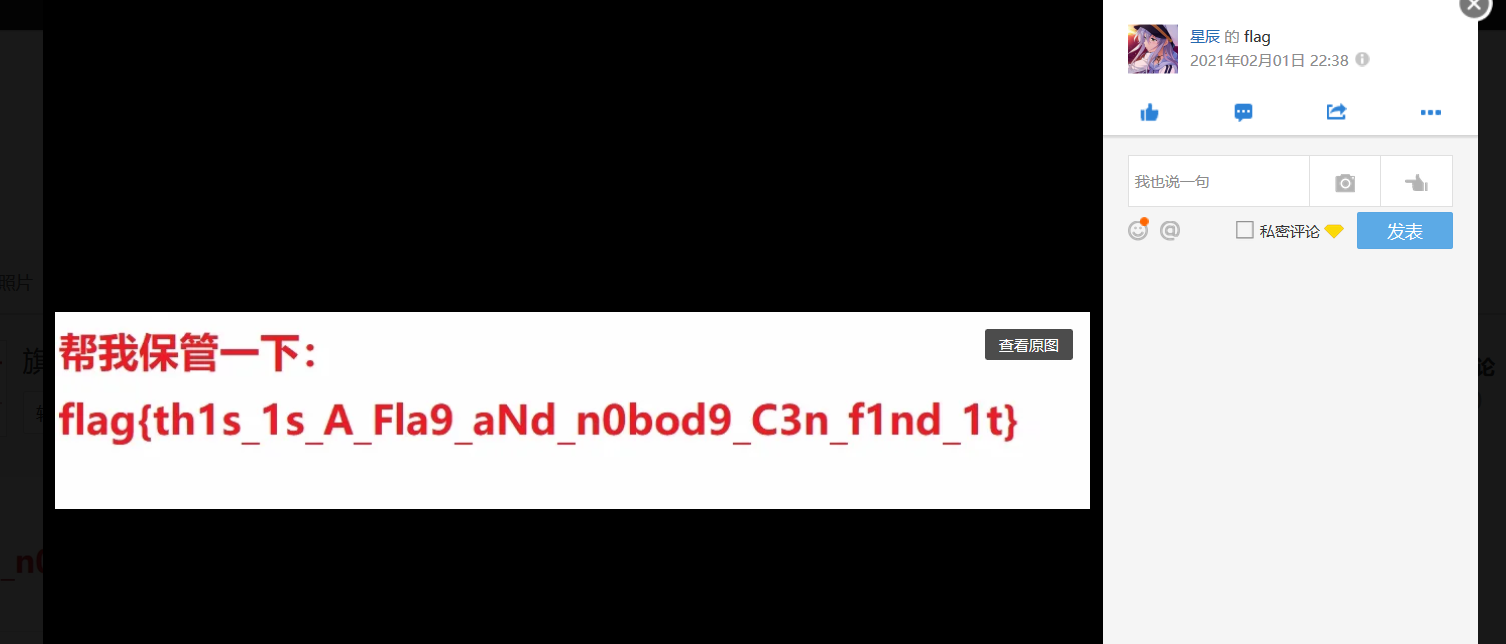 星辰 的 flag
2021年02月01日 22:38
我也说一句
私密评论
发表
照片
旗
查看原图
帮我保管一下：
flag{th1s_1s_A_Fla9_aNd_n0bod9_C3n_f1nd_1t}
_n0
论